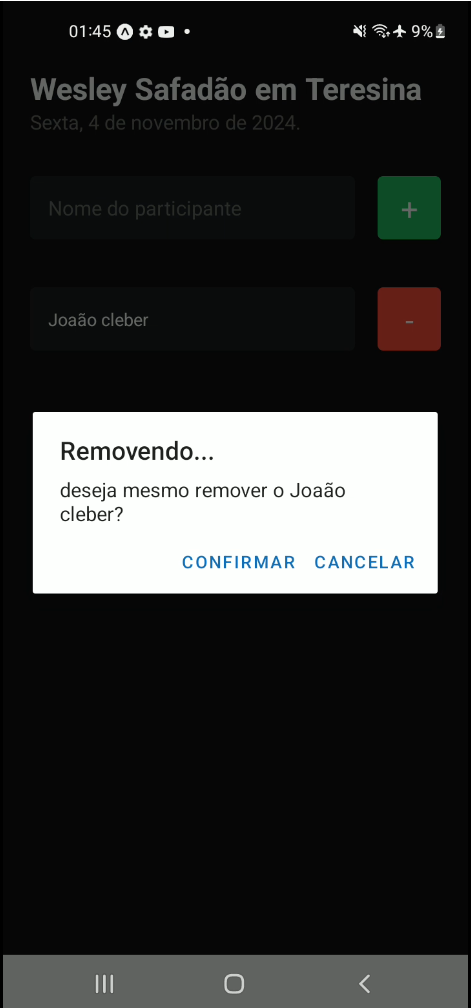 01:45
9%
Wesley Safadão em Teresina
Sexta, 4 de novembro de 2024.
Nome do participante
+
Joaão cleber
-
Removendo...
deseja mesmo remover o Joaão
cleber?
CONFIRMAR CANCELAR